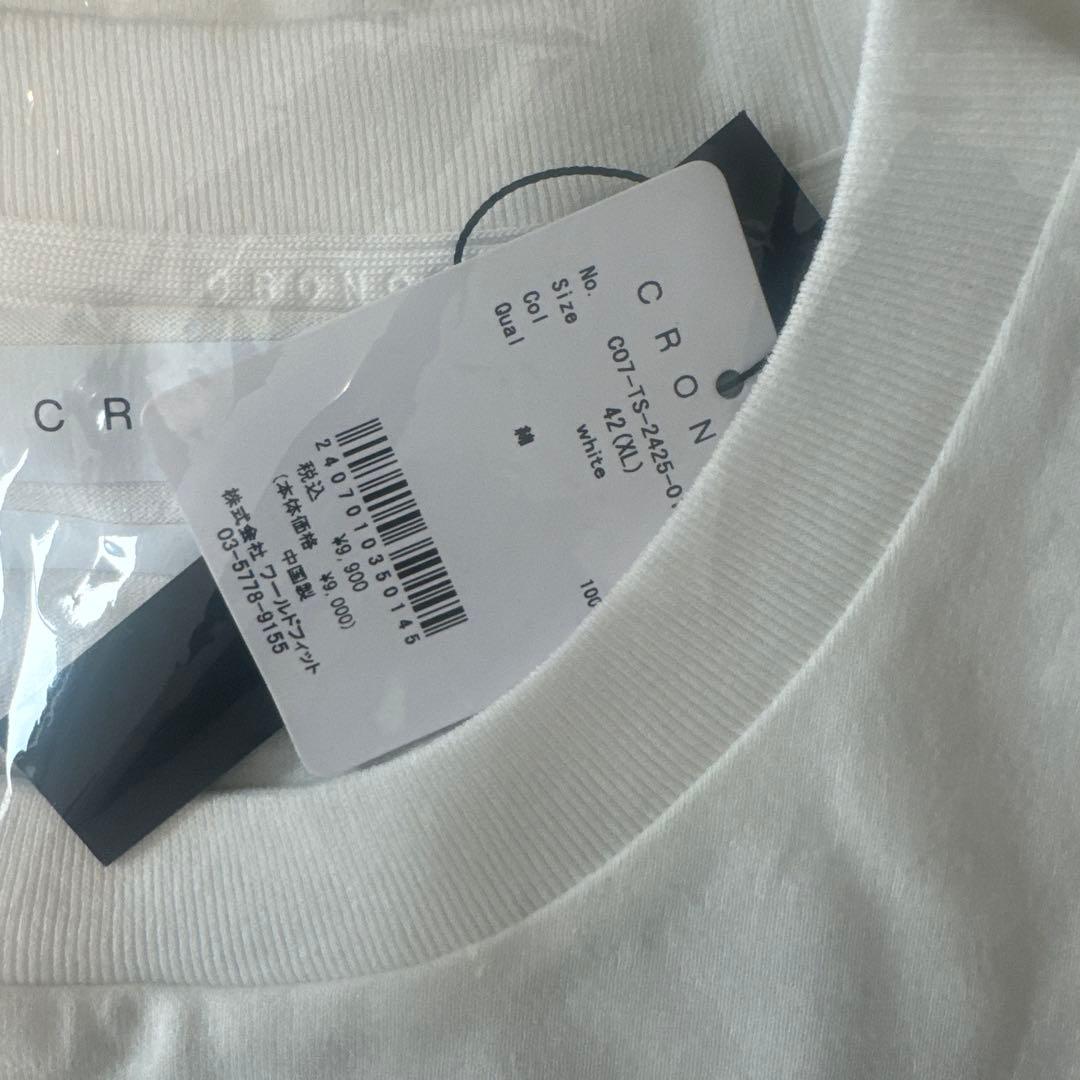 CRONO
CR
CRON
No. C07-TS-2425-0
Size 42(XL)
Col white
Qual 綿 100
2407010350145
税込 ¥9,900
(本体価格 ¥9,000)
中国製
株式会社 ワールドフィット
03-5778-9155